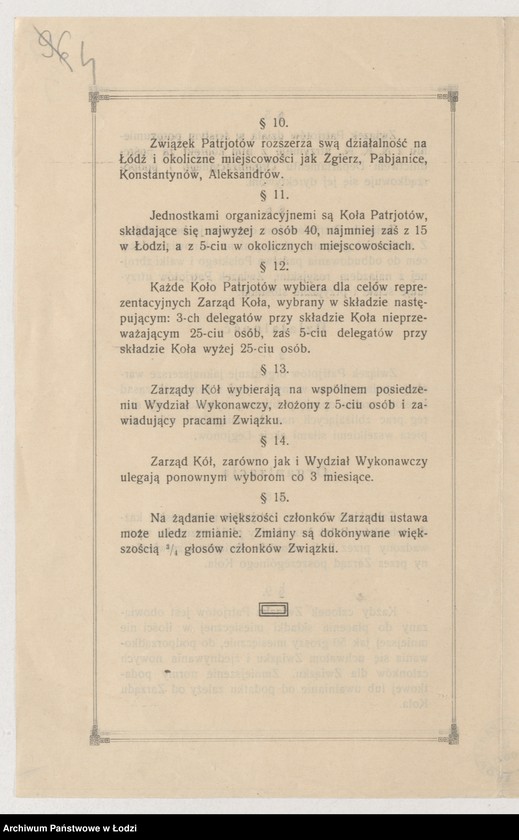 § 10.
Związek Patrjotów rozszerza swą działalność na
Łódź i okoliczne miejscowości jak Zgierz, Pabjanice,
Konstantynów, Aleksandrów.
§ 11.
Jednostkami organizacyjnemi są Koła Patrjotów,
składające się najwyżej z osób 40, najmniej zaś z 15
w Łodzi, a z 5-ciu w okolicznych miejscowościach.
§ 12.
Każde Koło Patrjotów wybiera dla celów repre-
zentacyjnych Zarząd Koła, wybrany w składzie nastę-
pującym: 3-ch delegatów przy składzie Koła nieprze-
ważającym 25-ciu osób, zaś 5-ciu delegatów przy
składzie Koła wyżej 25-ciu osób.
§ 13.
Zarządy Kół wybierają na wspólnem posiedze-
niu Wydział Wykonawczy, złożony z 5-ciu osób i za-
wiadujący pracami Związku.
§ 14.
Zarząd Kół, zarówno jak i Wydział Wykonawczy
ulegają ponownym wyborom co 3 miesiące.
§ 15.
Na żądanie większości członków Zarządu ustawa
może uledz zmianie. Zmiany są dokonywane więk-
szością ³/₄ głosów członków Związku.
Archiwum Państwowe w Łodzi